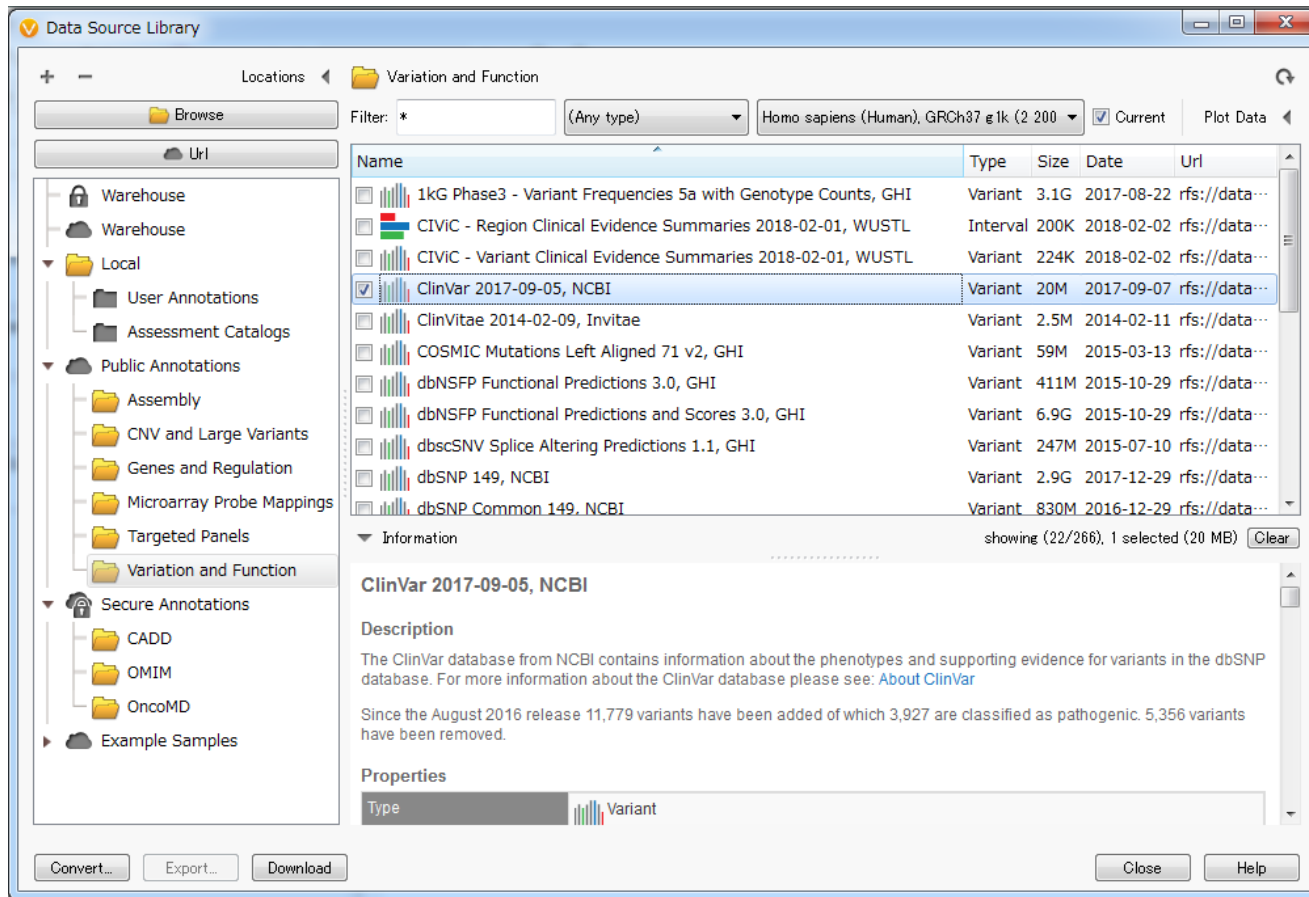 Data Source Library
Locations
Variation and Function
Browse
Filter: * (Any type) Homo sapiens (Human), GRCh37 g1k (2 200 Current Plot Data
Url
Name Type Size Date Url
Warehouse
Warehouse
Local
User Annotations
Assessment Catalogs
Public Annotations
Assembly
CNV and Large Variants
Genes and Regulation
Microarray Probe Mappings
Targeted Panels
Variation and Function
Secure Annotations
CADD
OMIM
OncoMD
Example Samples
1kG Phase3 - Variant Frequencies 5a with Genotype Counts, GHI Variant 3.1G 2017-08-22 rfs://data···
CIViC - Region Clinical Evidence Summaries 2018-02-01, WUSTL Interval 200K 2018-02-02 rfs://data···
CIViC - Variant Clinical Evidence Summaries 2018-02-01, WUSTL Variant 224K 2018-02-02 rfs://data···
ClinVar 2017-09-05, NCBI Variant 20M 2017-09-07 rfs://data···
ClinVitae 2014-02-09, Invitae Variant 2.5M 2014-02-11 rfs://data···
COSMIC Mutations Left Aligned 71 v2, GHI Variant 59M 2015-03-13 rfs://data···
dbNSFP Functional Predictions 3.0, GHI Variant 411M 2015-10-29 rfs://data···
dbNSFP Functional Predictions and Scores 3.0, GHI Variant 6.9G 2015-10-29 rfs://data···
dbscSNV Splice Altering Predictions 1.1, GHI Variant 247M 2015-07-10 rfs://data···
dbSNP 149, NCBI Variant 2.9G 2017-12-29 rfs://data···
dbSNP Common 149, NCBI Variant 830M 2016-12-29 rfs://data···
Information showing (22/266), 1 selected (20 MB) Clear
ClinVar 2017-09-05, NCBI
Description
The ClinVar database from NCBI contains information about the phenotypes and supporting evidence for variants in the dbSNP
database. For more information about the ClinVar database please see: About ClinVar
Since the August 2016 release 11,779 variants have been added of which 3,927 are classified as pathogenic. 5,356 variants
have been removed.
Properties
Type Variant
Convert... Export... Download Close Help